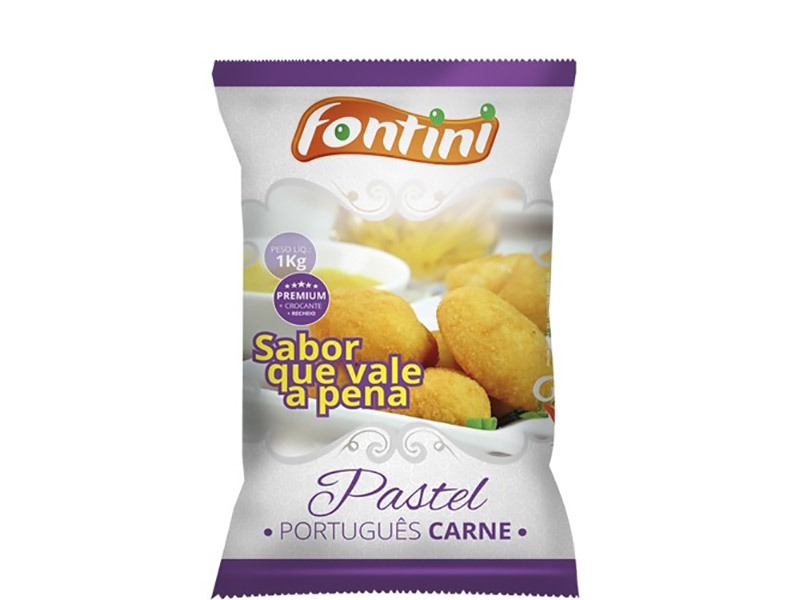 fontini
PESO LÍQ.:
1Kg
PREMIUM
+ CROCANTE
+ RECHEIO
Sabor
que vale
a pena
Pastel
• PORTUGUÊS CARNE •